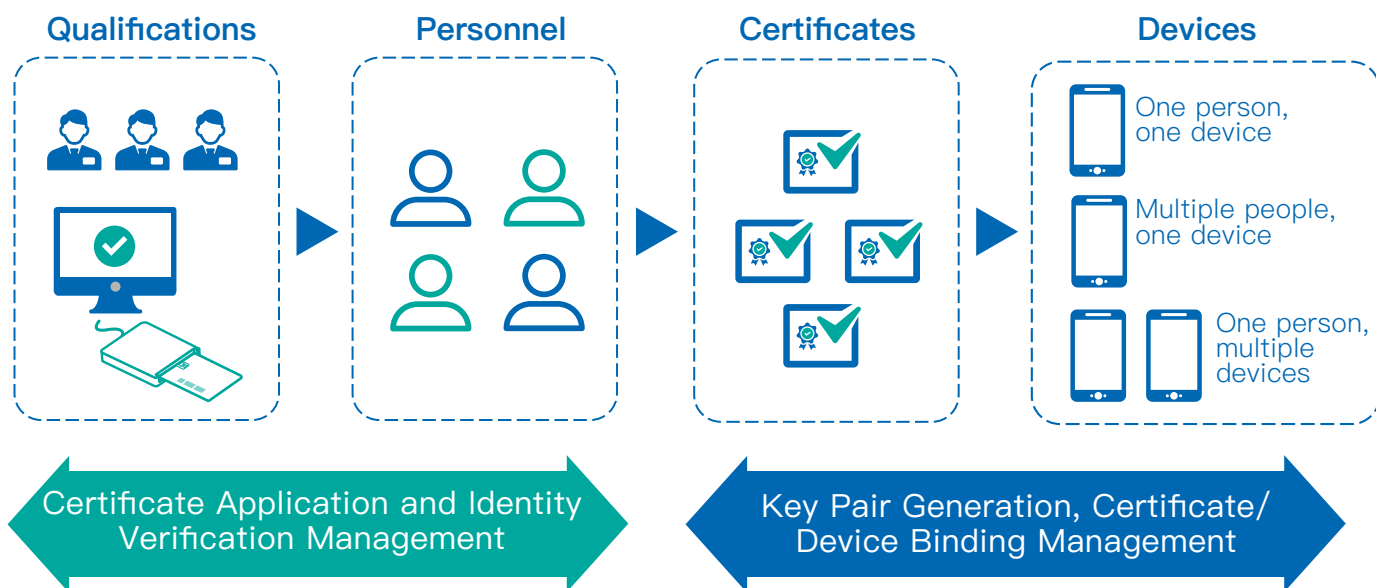 Qualifications
Personnel
Certificates
Devices
One person,
one device
Multiple people,
one device
One person,
multiple
devices
Certificate Application and Identity
Verification Management
Key Pair Generation, Certificate/
Device Binding Management